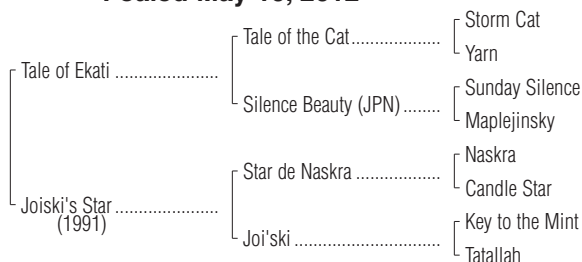 Foaled May 2012
Storm Cat
Tale of the Cat....................
Yarn
Tale of Ekati .......................
Sunday Silence
Silence Beauty (JPN) ........
Maplejinsky
Naskra
Star de Naskra ..................
Candle Star
Joiski's Star .......................
(1991)
Key to the Mint
Joi'ski ................................
Tatallah